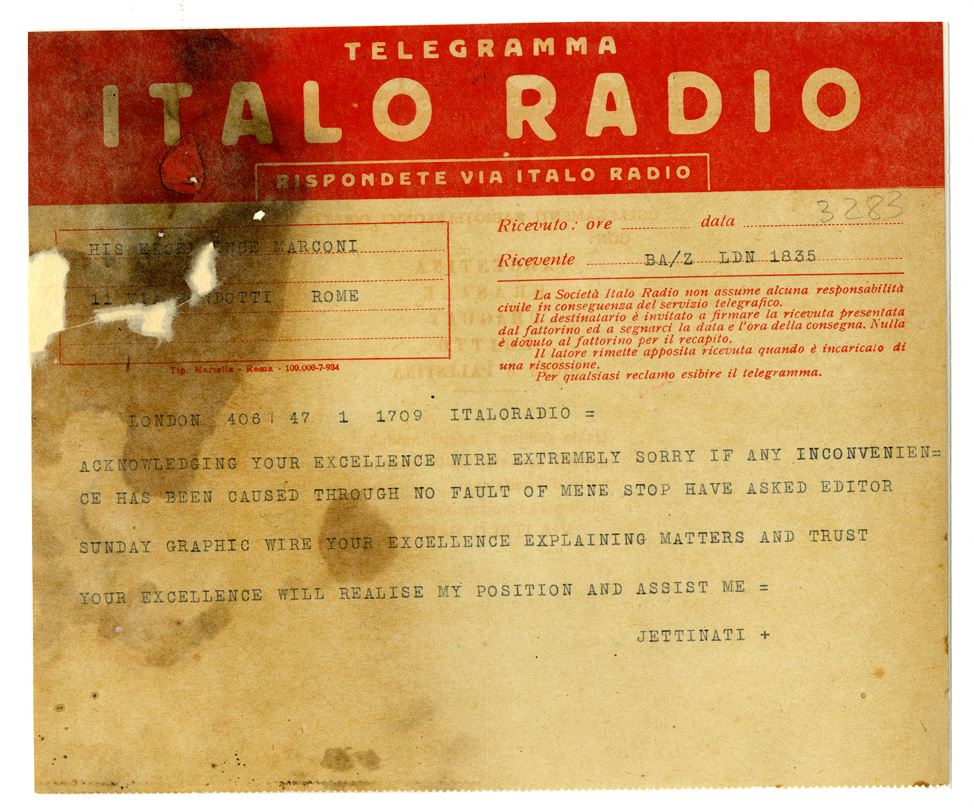 TELEGRAMMA
ITALO RADIO
RISPONDETE VIA ITALO RADIO
3283
Ricevuto: ore data
Ricevente BA/Z LDN 1835
HIS EXCELLENCE MARCONI
11 VIA NDOTTI ROME
La Società Italo Radio non assume alcuna responsabilità
civile in conseguenza del servizio telegrafico.
Il destinatario è invitato a firmare la ricevuta presentata
dal fattorino ed a segnarci la data e l'ora della consegna. Nulla
è dovuto al fattorino per il recapito.
Il latore rimette apposita ricevuta quando è incaricato di
una riscossione.
Per qualsiasi reclamo esibire il telegramma.
Tip. Martella - Roma - 100.000-7-934
LONDON 406 47 1 1709 ITALORADIO =
ACKNOWLEDGING YOUR EXCELLENCE WIRE EXTREMELY SORRY IF ANY INCONVENIEN=
CE HAS BEEN CAUSED THROUGH NO FAULT OF MENE STOP HAVE ASKED EDITOR
SUNDAY GRAPHIC WIRE YOUR EXCELLENCE EXPLAINING MATTERS AND TRUST
YOUR EXCELLENCE WILL REALISE MY POSITION AND ASSIST ME =
JETTINATI +